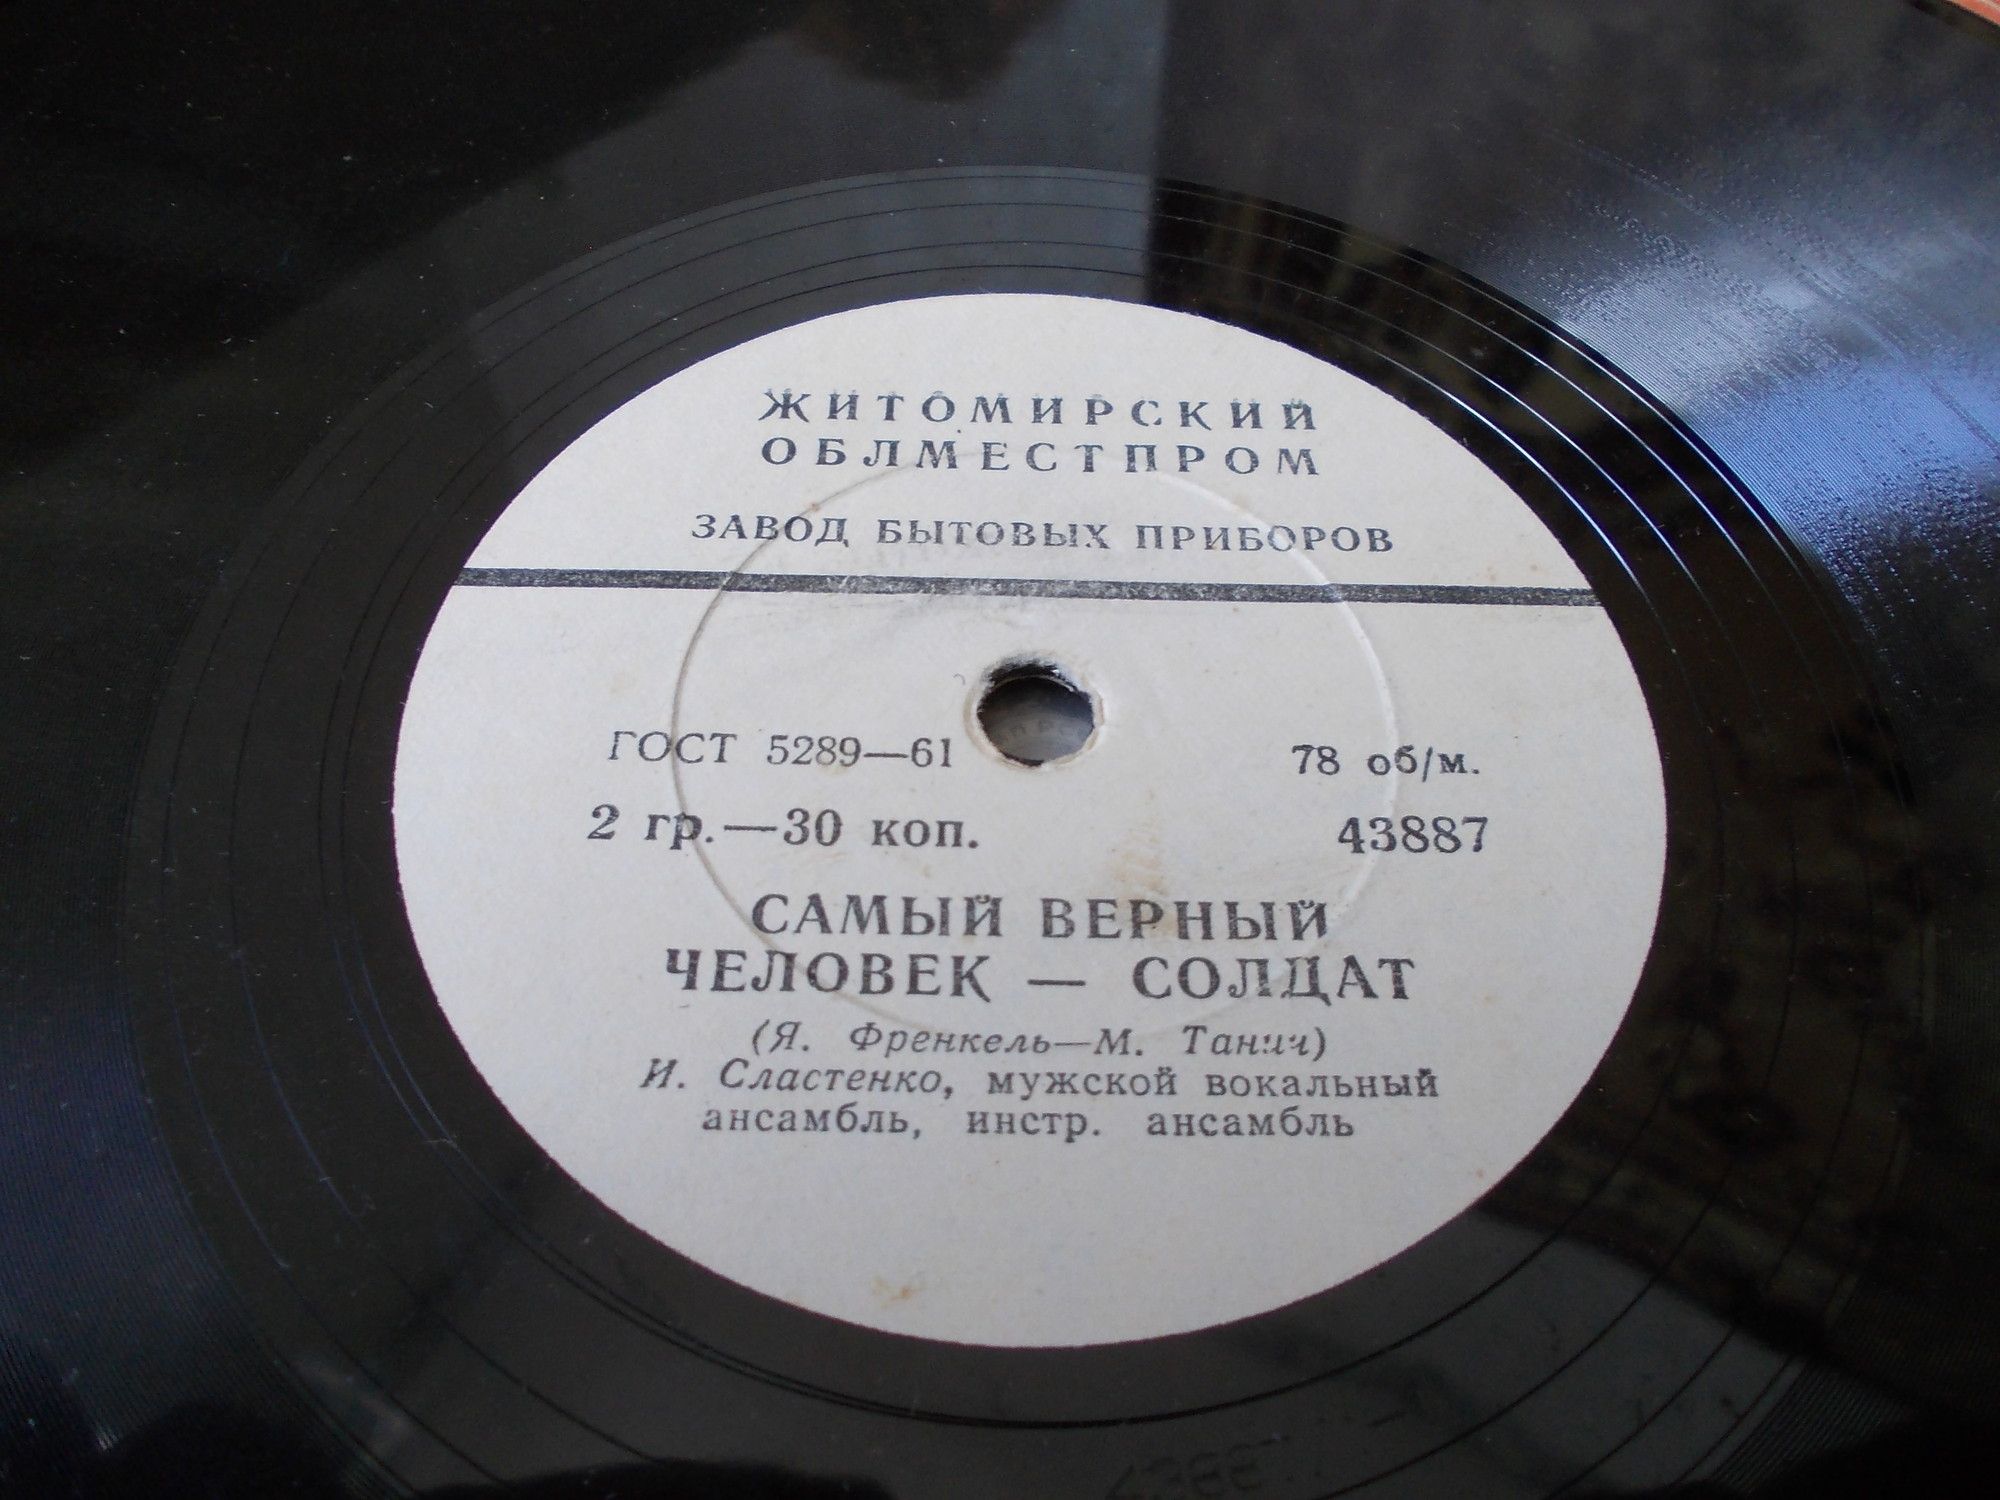 ЖИТОМИРСКИЙ
ОБЛМЕСТПРОМ
ЗАВОД БЫТОВЫХ ПРИБОРОВ
ГОСТ 5289—61 78 об/м.
2 гр.—30 коп. 43887
САМЫЙ ВЕРНЫЙ
ЧЕЛОВЕК — СОЛДАТ
(Я. Френкель—М. Танич)
И. Сластенко, мужской вокальный
ансамбль, инстр. ансамбль